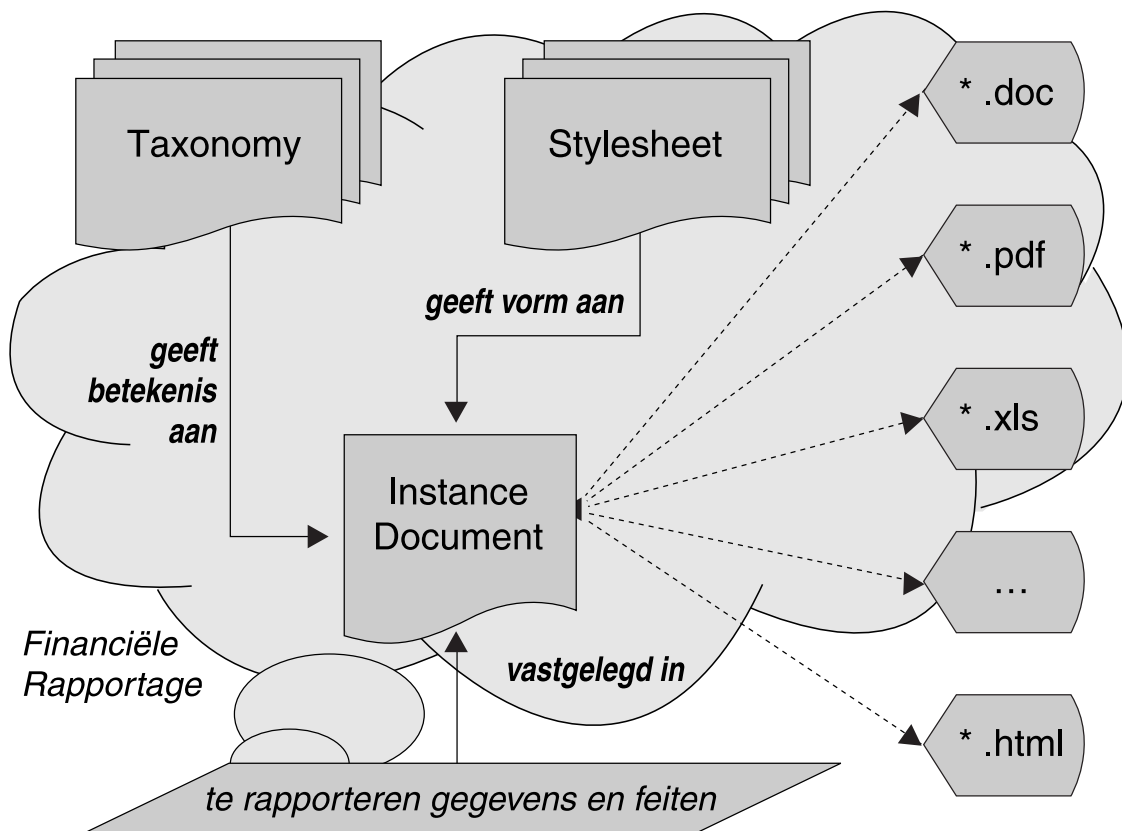 Taxonomy
Stylesheet
* .doc
* .pdf
geeft vorm aan
geeft
betekenis
aan
* .xls
Instance
Document
...
Financiële
Rapportage
vastgelegd in
* .html
te rapporteren gegevens en feiten